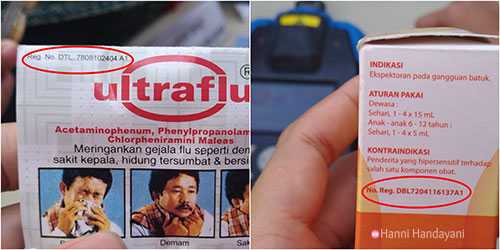 Reg. No. DTL. 7808102404 A1
ultraflu
Acetaminophenum, Phenylpropanolam
Chlorpheniramini Maleas
Meringankan gejala flu seperti dem
sakit kepala, hidung tersumbat & bersi
Demam
Sak
INDIKASI
Ekspektoran pada gangguan batuk.
ATURAN PAKAI
Dewasa :
Sehari, 1 - 4 x 15 mL
Anak - anak 6 - 12 tahun :
Sehari, 1 - 4 x 5 mL
KONTRAINDIKASI
Penderita yang hipersensitif terhadap
salah satu komponen obat.
No. Reg. DBL7204116137A1
Hanni Handayani